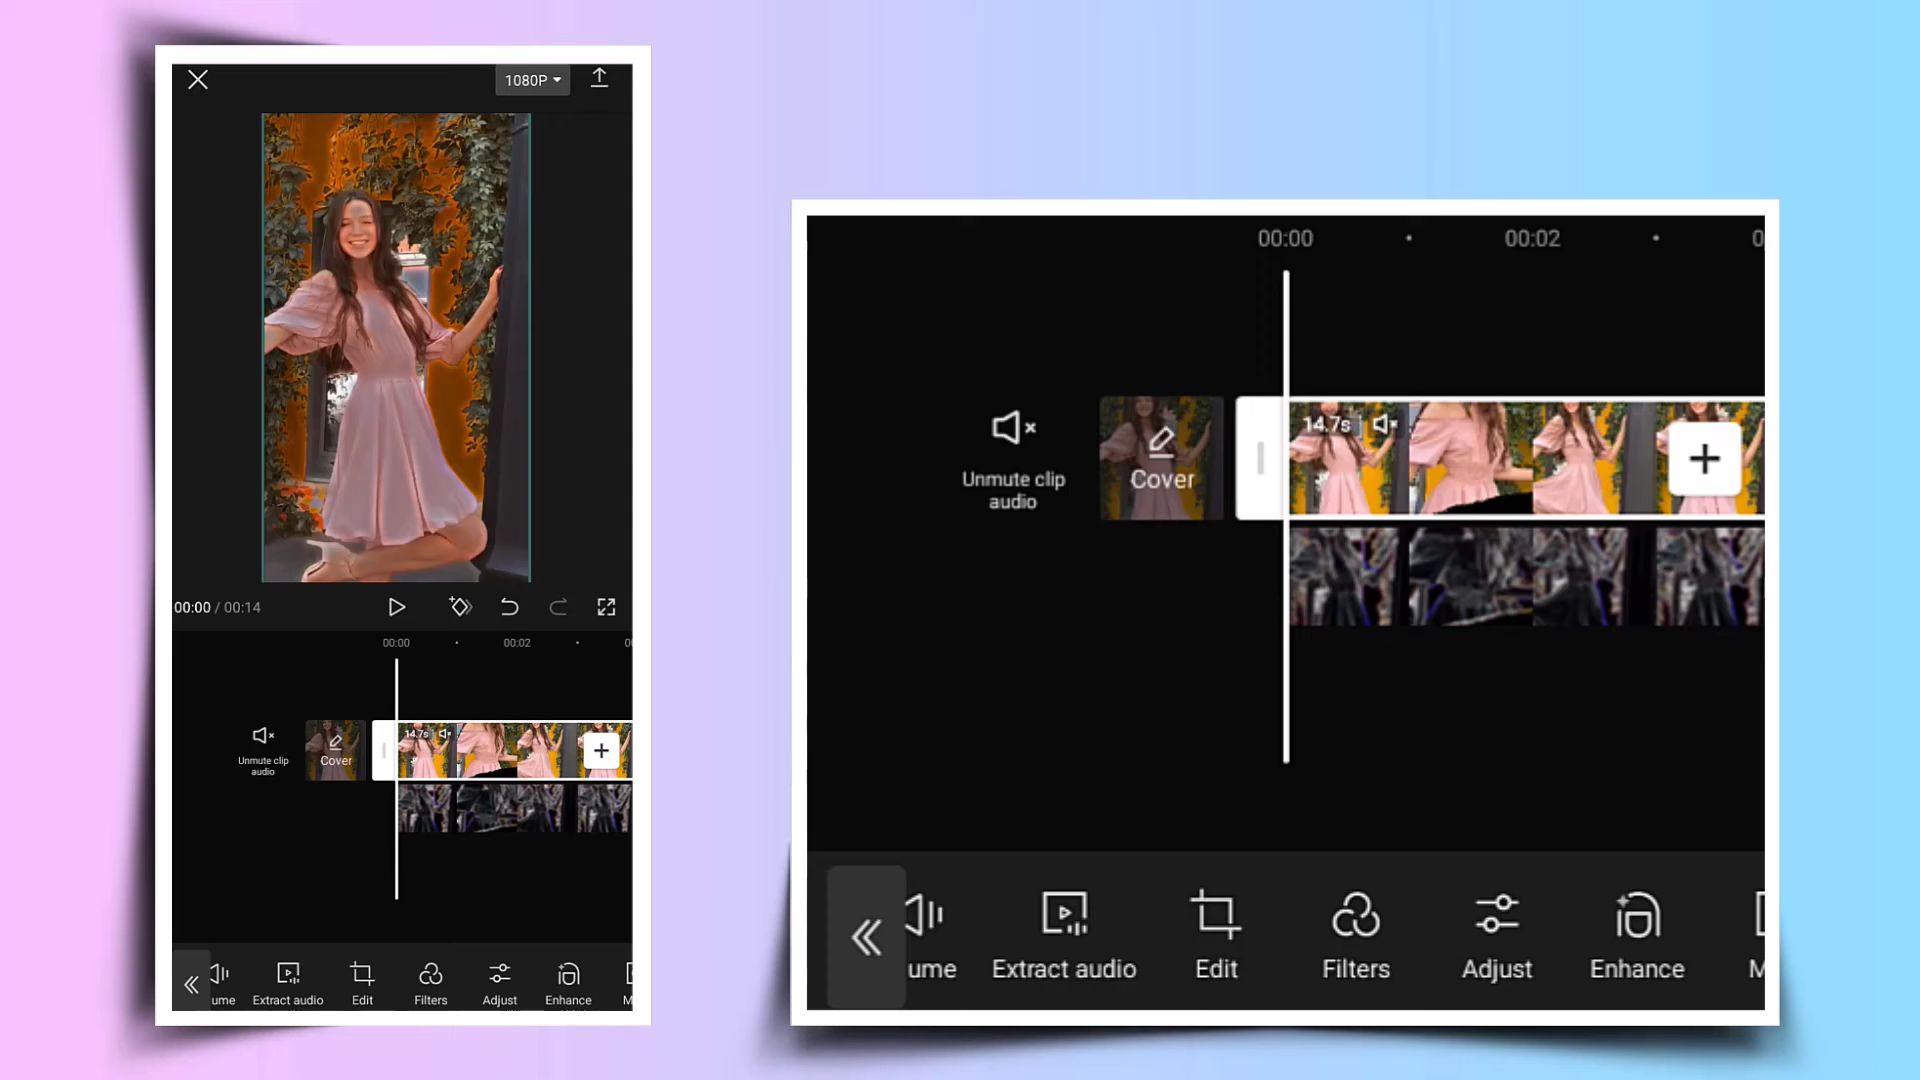 1080P
00:00 / 00:14
00:00
00:02
14.7s
Unmute clip
audio
Cover
ume
Extract audio
Edit
Filters
Adjust
Enhance
M
00:00
00:02
0
14.7s
Unmute clip
audio
Cover
ume
Extract audio
Edit
Filters
Adjust
Enhance
M